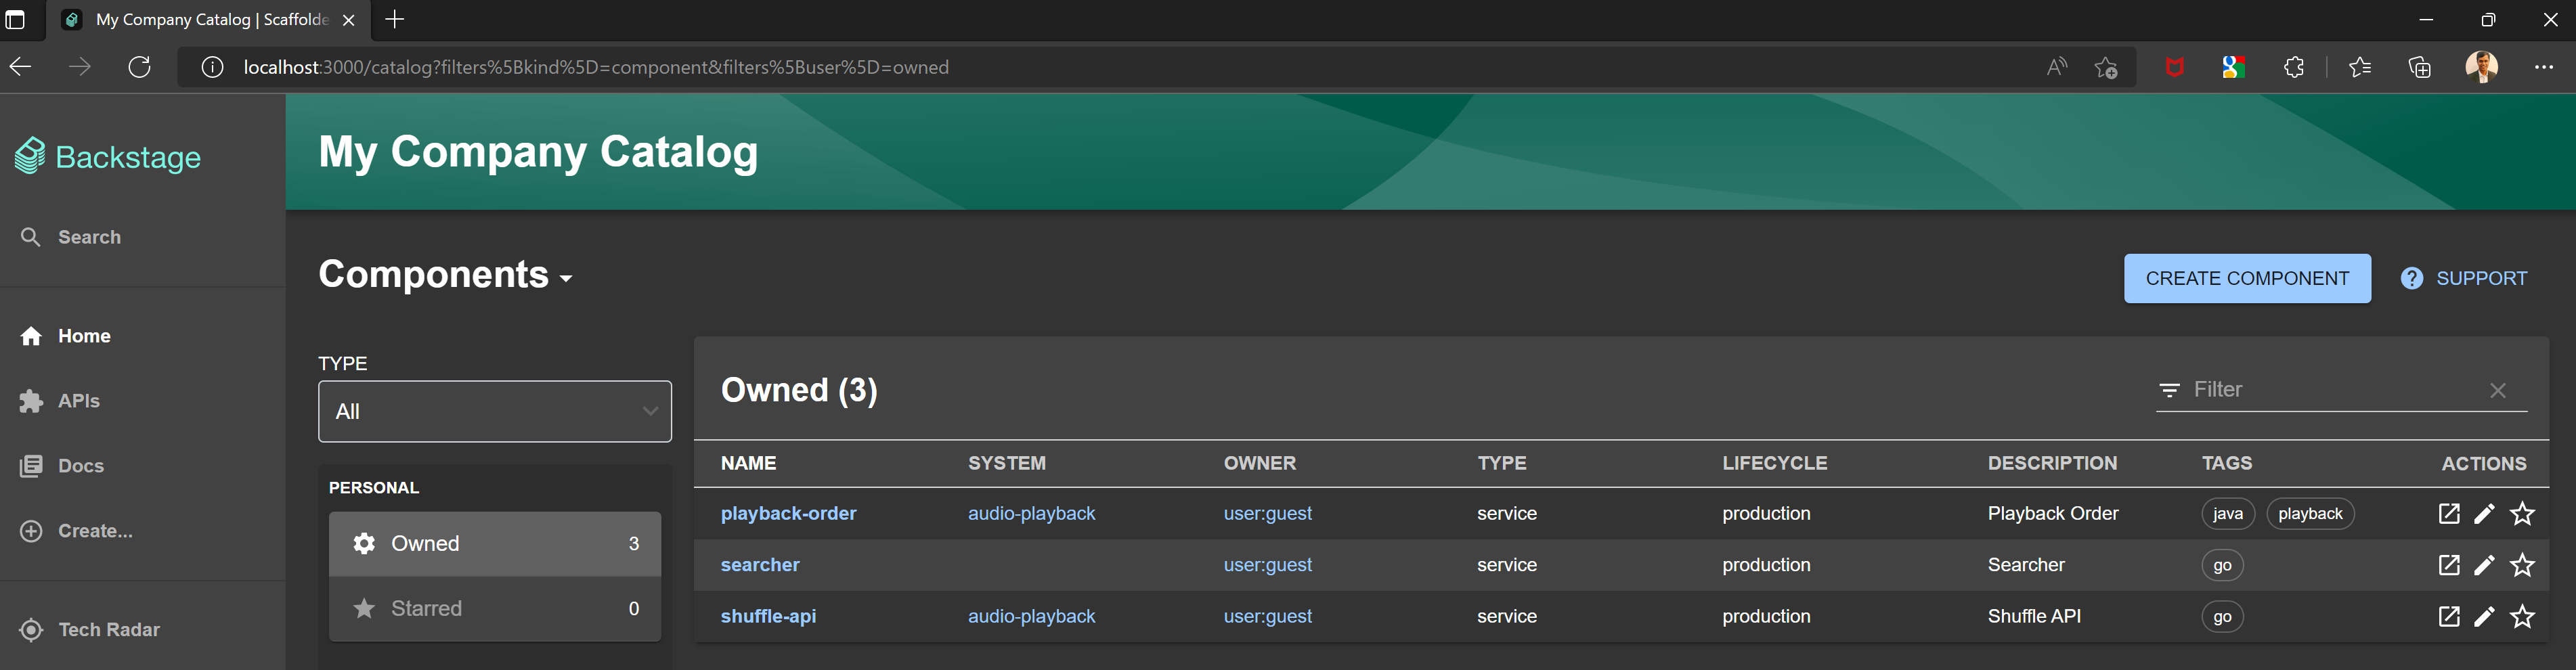 My Company Catalog | Scaffolde
localhost:3000/catalog?filters%5Bkind%5D=component&filters%5Buser%5D=owned
Backstage
Search
Home
APIs
Docs
Create...
Tech Radar
My Company Catalog
Components
CREATE COMPONENT
SUPPORT
TYPE
All
PERSONAL
Owned 3
Starred 0
Owned (3)
Filter
NAME SYSTEM OWNER TYPE LIFECYCLE DESCRIPTION TAGS ACTIONS
playback-order audio-playback user:guest service production Playback Order java playback
searcher user:guest service production Searcher go
shuffle-api audio-playback user:guest service production Shuffle API go